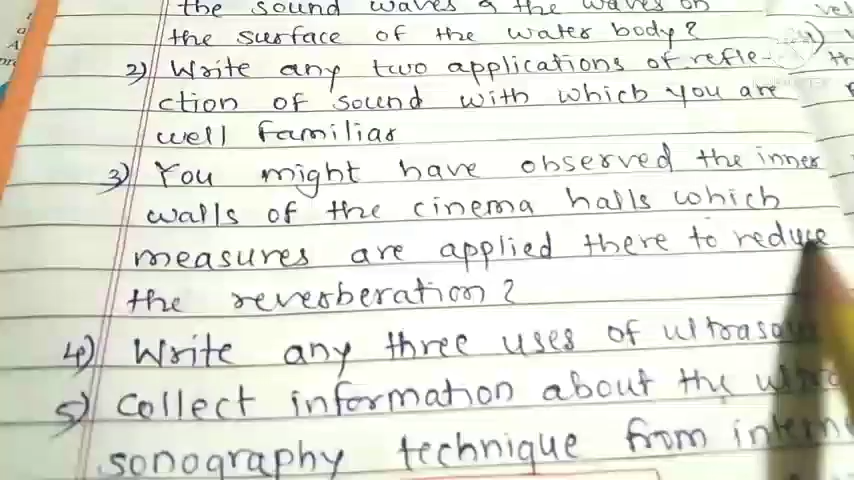 the sound waves & the waves on
the surface of the water body?
2) Write any two applications of refle-
ction of sound with which you are
well familiar
3) You might have observed the inner
walls of the cinema halls which
measures are applied there to reduce
the reverberation?
4) Write any three uses of
5) Collect information about the
sonography technique from